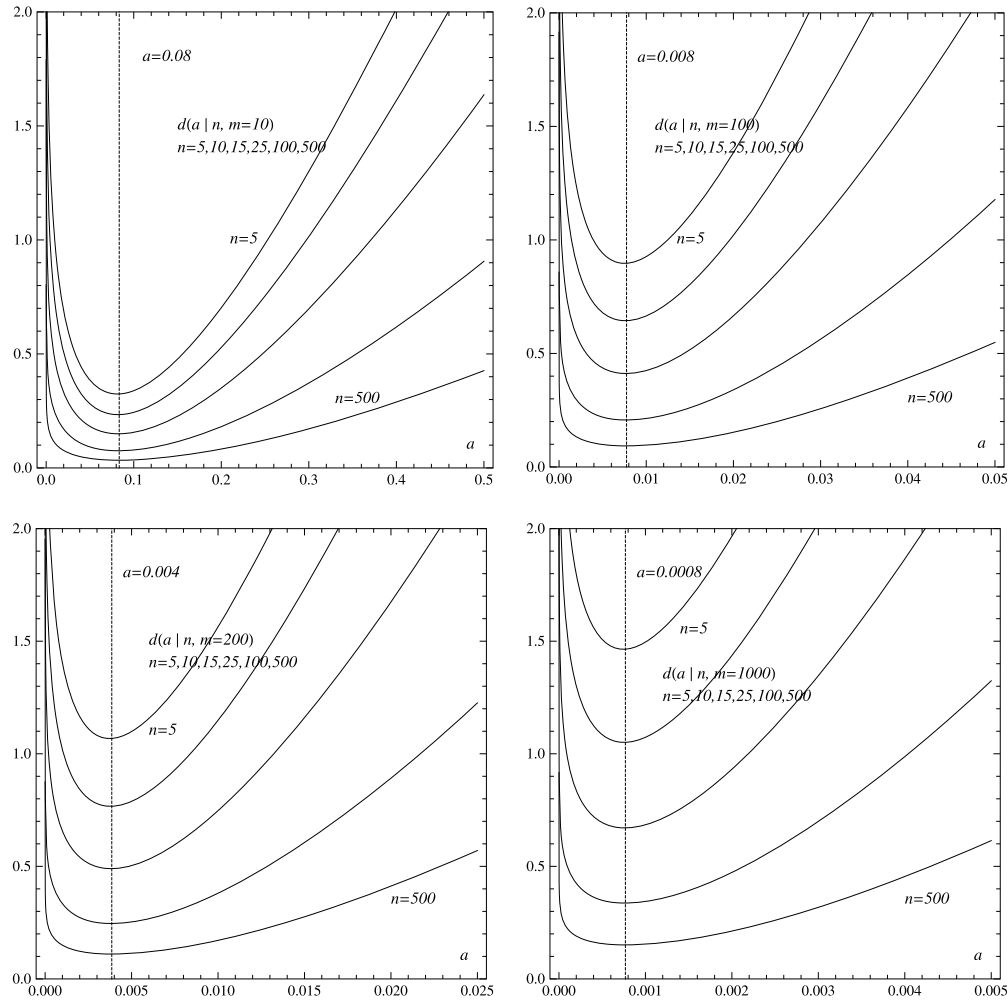 2.0
a=0.08
1.5
d(a | n, m=10)
n=5,10,15,25,100,500
1.0
n=5
0.5
n=500
a
0.0
0.0 0.1 0.2 0.3 0.4 0.5
2.0
a=0.008
1.5
d(a | n, m=100)
n=5,10,15,25,100,500
1.0
n=5
0.5
n=500
a
0.0
0.00 0.01 0.02 0.03 0.04 0.05
2.0
a=0.004
1.5
d(a | n, m=200)
n=5,10,15,25,100,500
n=5
1.0
0.5
n=500
a
0.0
0.000 0.005 0.010 0.015 0.020 0.025
2.0
a=0.0008
n=5
1.5
d(a | n, m=1000)
n=5,10,15,25,100,500
1.0
0.5
n=500
a
0.0
0.000 0.001 0.002 0.003 0.004 0.005